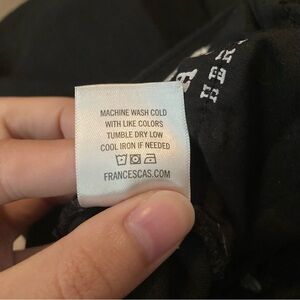 MACHINE WASH COLD
WITH LIKE COLORS
TUMBLE DRY LOW
COOL IRON IF NEEDED
FRANCESCAS.COM